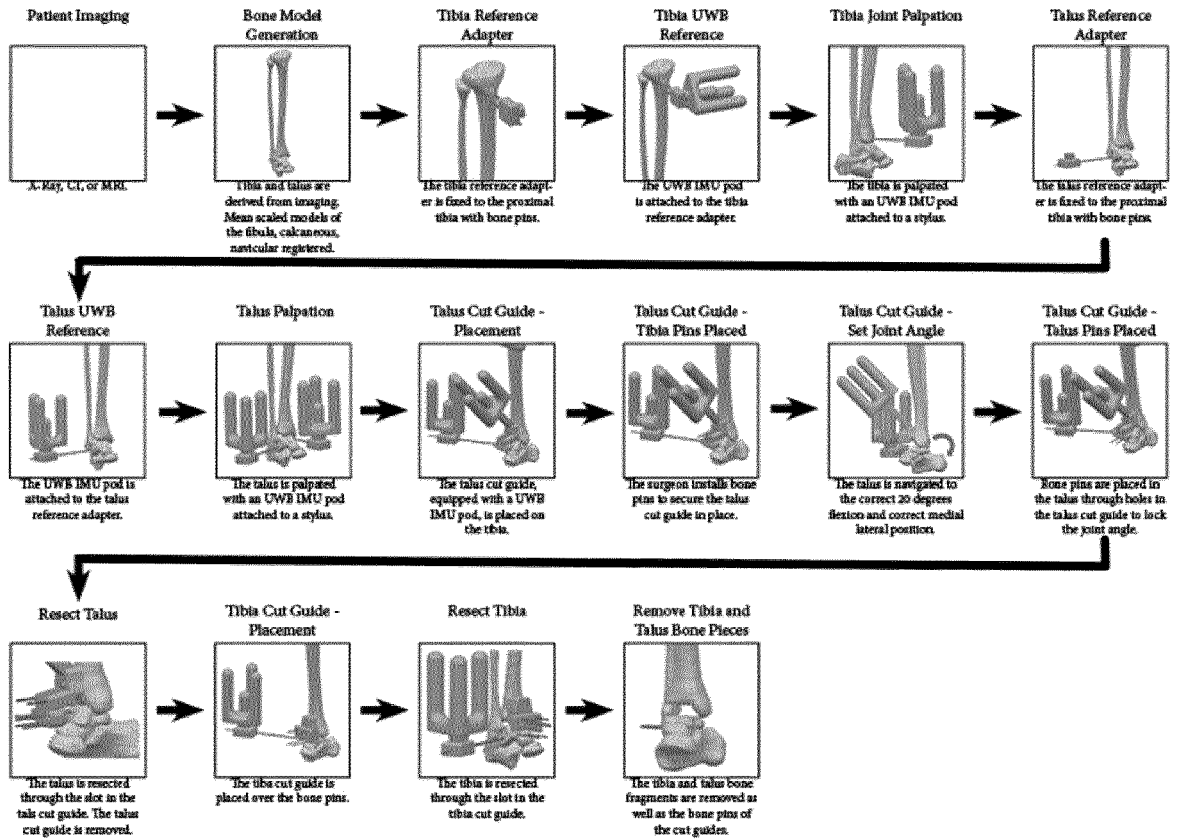 Patient Imaging
X-Ray, CT, or MRI.
Bone Model
Generation
Tibia and talus are
derived from imaging.
Mean scaled models of
the fibula, calcaneous,
navicular registered.
Tibia Reference
Adapter
The tibia reference adapt-
er is fixed to the proximal
tibia with bone pins.
Tibia UWB
Reference
The UWB IMU pod
is attached to the tibia
reference adapter.
Tibia Joint Palpation
The tibia is palpated
with an UWB IMU pod
attached to a stylus.
Talus Reference
Adapter
The talus reference adapt-
er is fixed to the proximal
tibia with bone pins.
Talus UWB
Reference
The UWB IMU pod is
attached to the talus
reference adapter.
Talus Palpation
The talus is palpated
with an UWB IMU pod
attached to a stylus.
Talus Cut Guide -
Placement
The talus cut guide,
equipped with a UWB
IMU pod, is placed on
the tibia.
Talus Cut Guide -
Tibia Pins Placed
The surgeon installs bone
pins to secure the talus
cut guide in place.
Talus Cut Guide -
Set Joint Angle
The talus is navigated to
the correct 20 degrees
flexion and correct medial
lateral position.
Talus Cut Guide -
Talus Pins Placed
Bone pins are placed in
the talus through holes in
the talus cut guide to lock
the joint angle.
Resect Talus
The talus is resected
through the slot in the
tals cut guide. The talus
cut guide is removed.
Tibia Cut Guide -
Placement
The tiba cut guide is
placed over the bone pins.
Resect Tibia
The tibia is resected
through the slot in the
tibia cut guide.
Remove Tibia and
Talus Bone Pieces
The tibia and talus bone
fragments are removed as
well as the bone pins of
the cut guides.